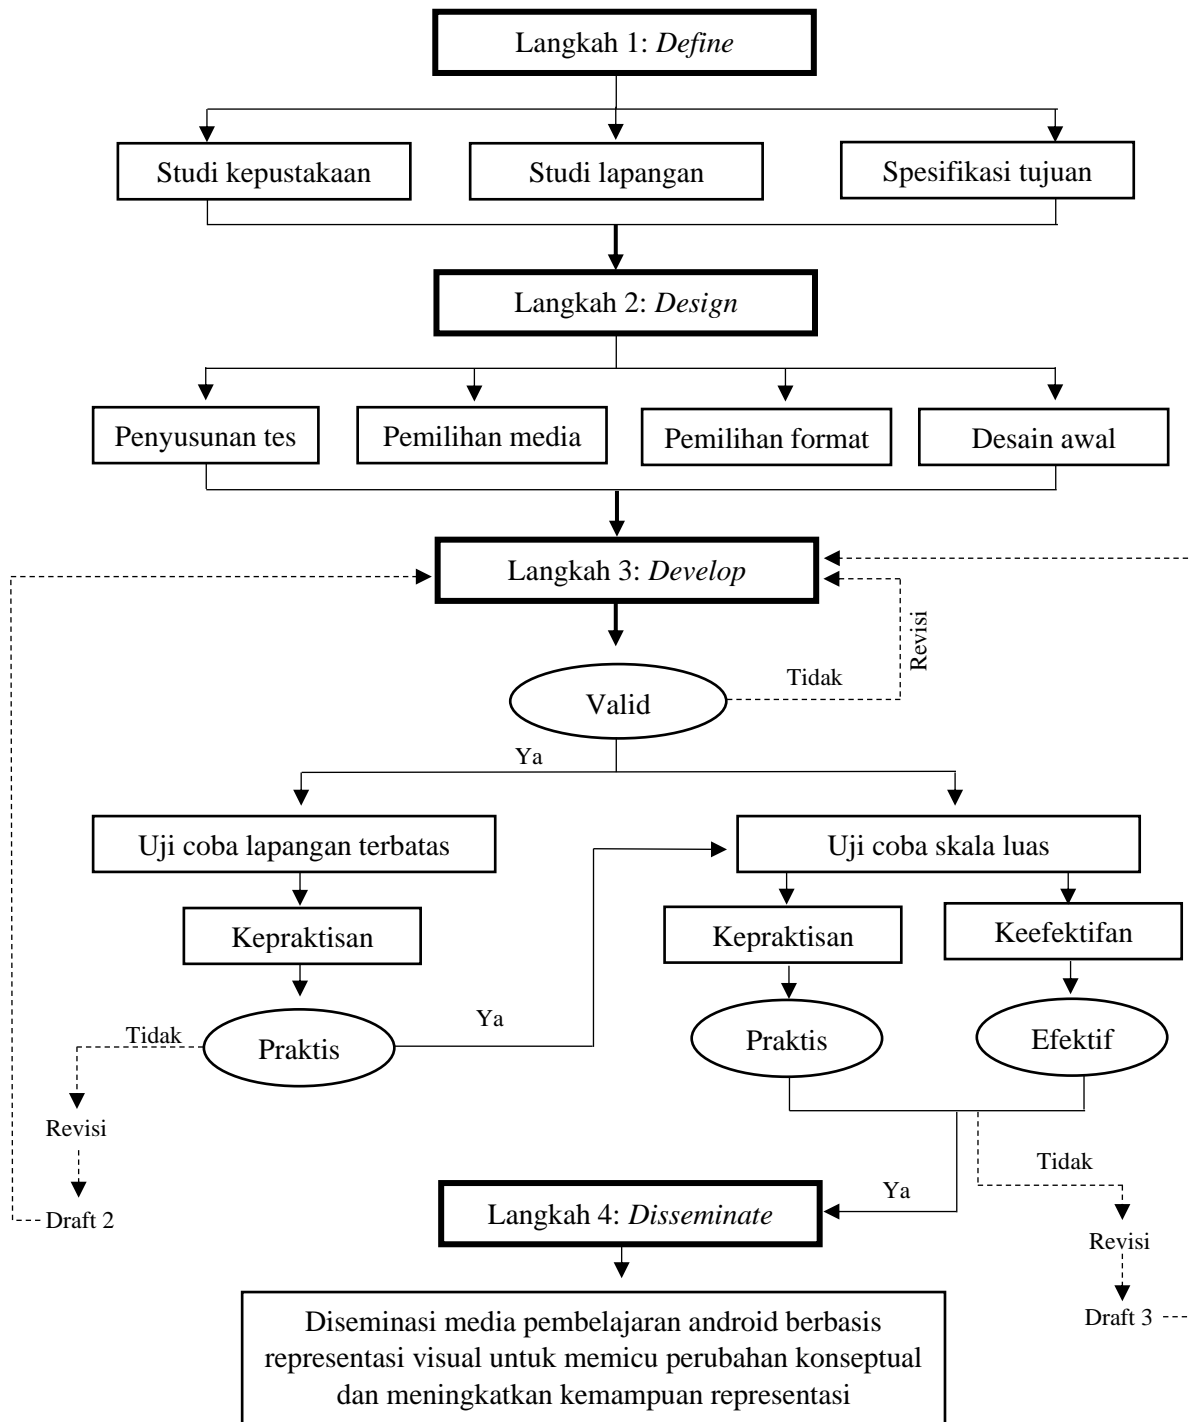 Langkah 1: Define
Studi kepustakaan
Studi lapangan
Spesifikasi tujuan
Langkah 2: Design
Penyusunan tes
Pemilihan media
Pemilihan format
Desain awal
Langkah 3: Develop
Revisi
Tidak
Valid
Ya
Uji coba lapangan terbatas
Uji coba skala luas
Kepraktisan
Kepraktisan
Keefektifan
Tidak
Praktis
Ya
Praktis
Efektif
Revisi
Draft 2
Tidak
Ya
Langkah 4: Disseminate
Revisi
Draft 3
Diseminasi media pembelajaran android berbasis
representasi visual untuk memicu perubahan konseptual
dan meningkatkan kemampuan representasi